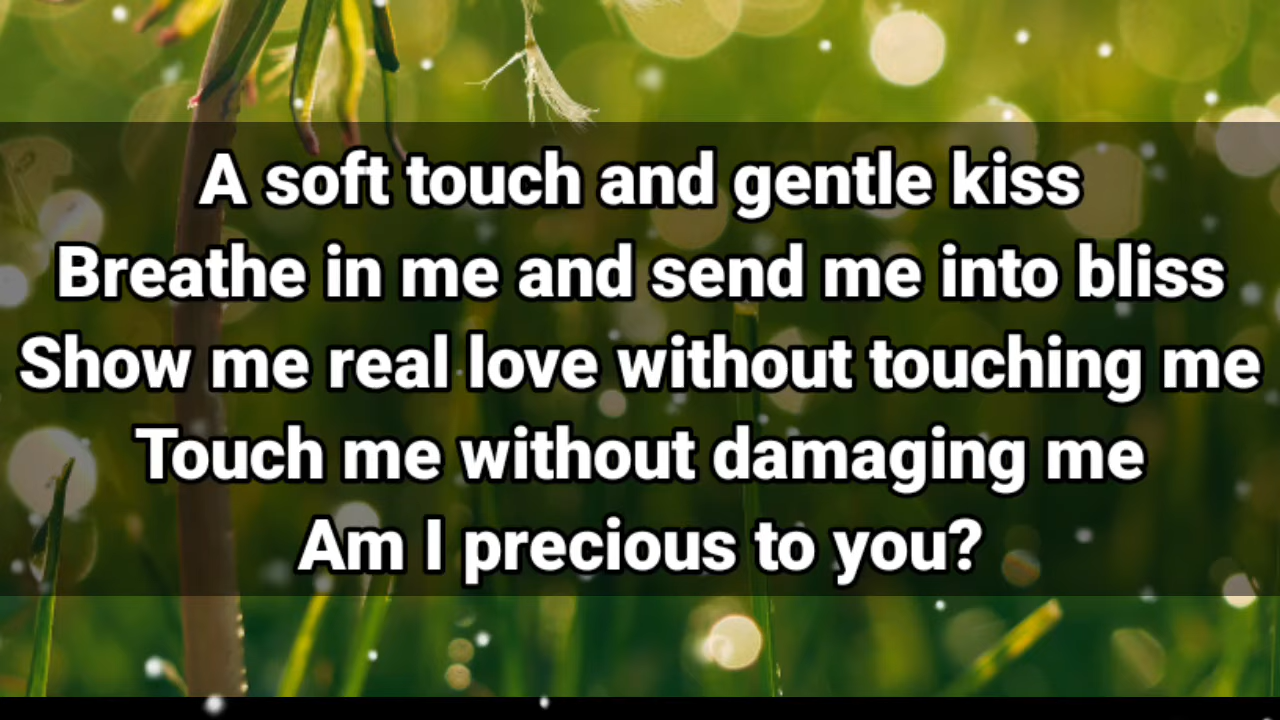 A soft touch and gentle kiss
Breathe in me and send me into bliss
Show me real love without touching me
Touch me without damaging me
Am I precious to you?